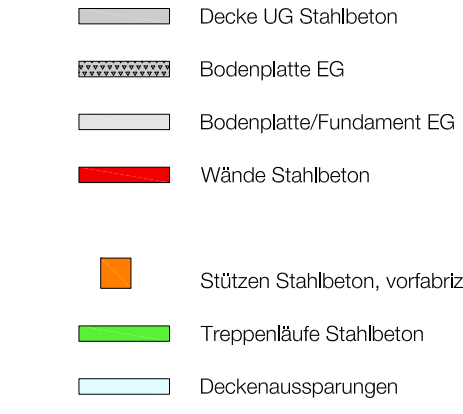 Decke UG Stahlbeton
Bodenplatte EG
Bodenplatte/Fundament EG
Wände Stahlbeton
Stützen Stahlbeton, vorfabriz
Treppenläufe Stahlbeton
Deckenaussparungen